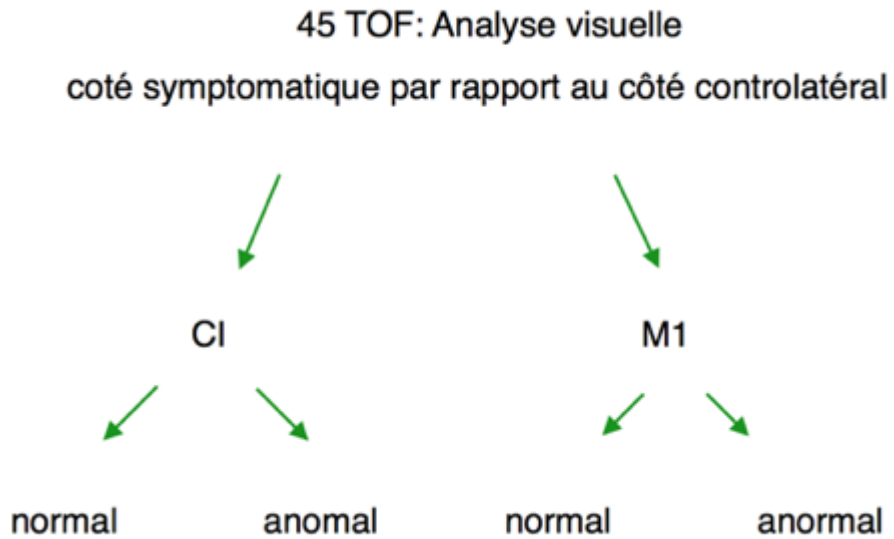 45 TOF: Analyse visuelle
coté symptomatique par rapport au côté controlatéral
CI M1
normal anomal normal anormal